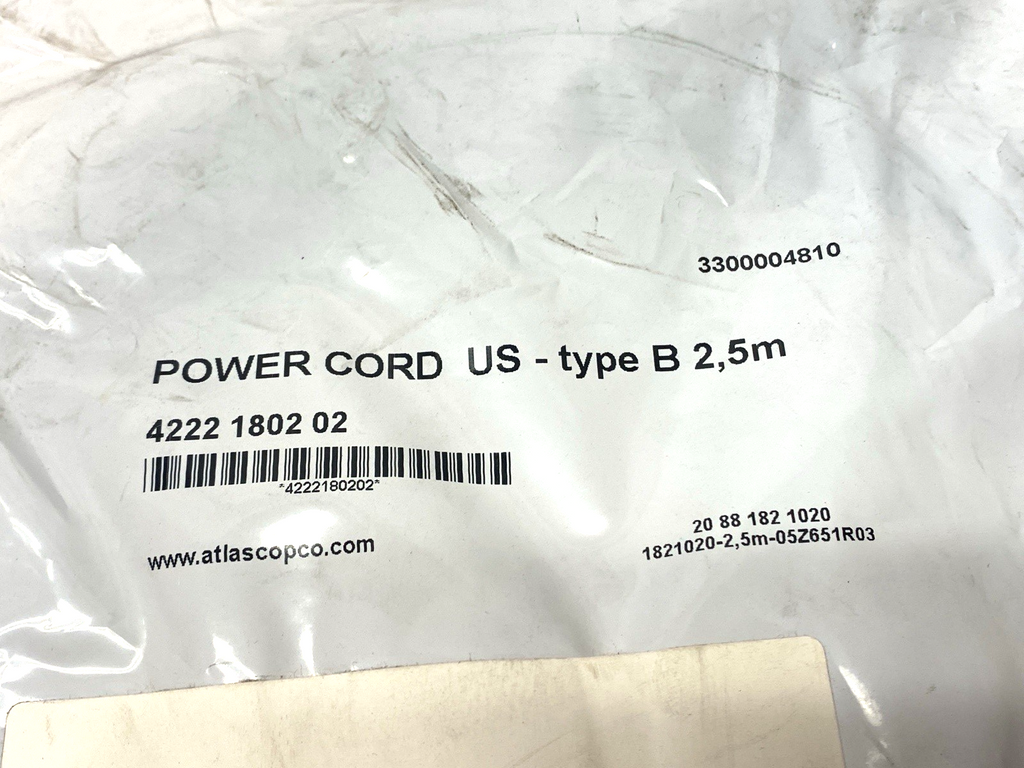 3300004810
POWER CORD US - type B 2,5m
4222 1802 02
*4222180202*
www.atlascopco.com
20 88 182 1020
1821020-2,5m-05Z651R03